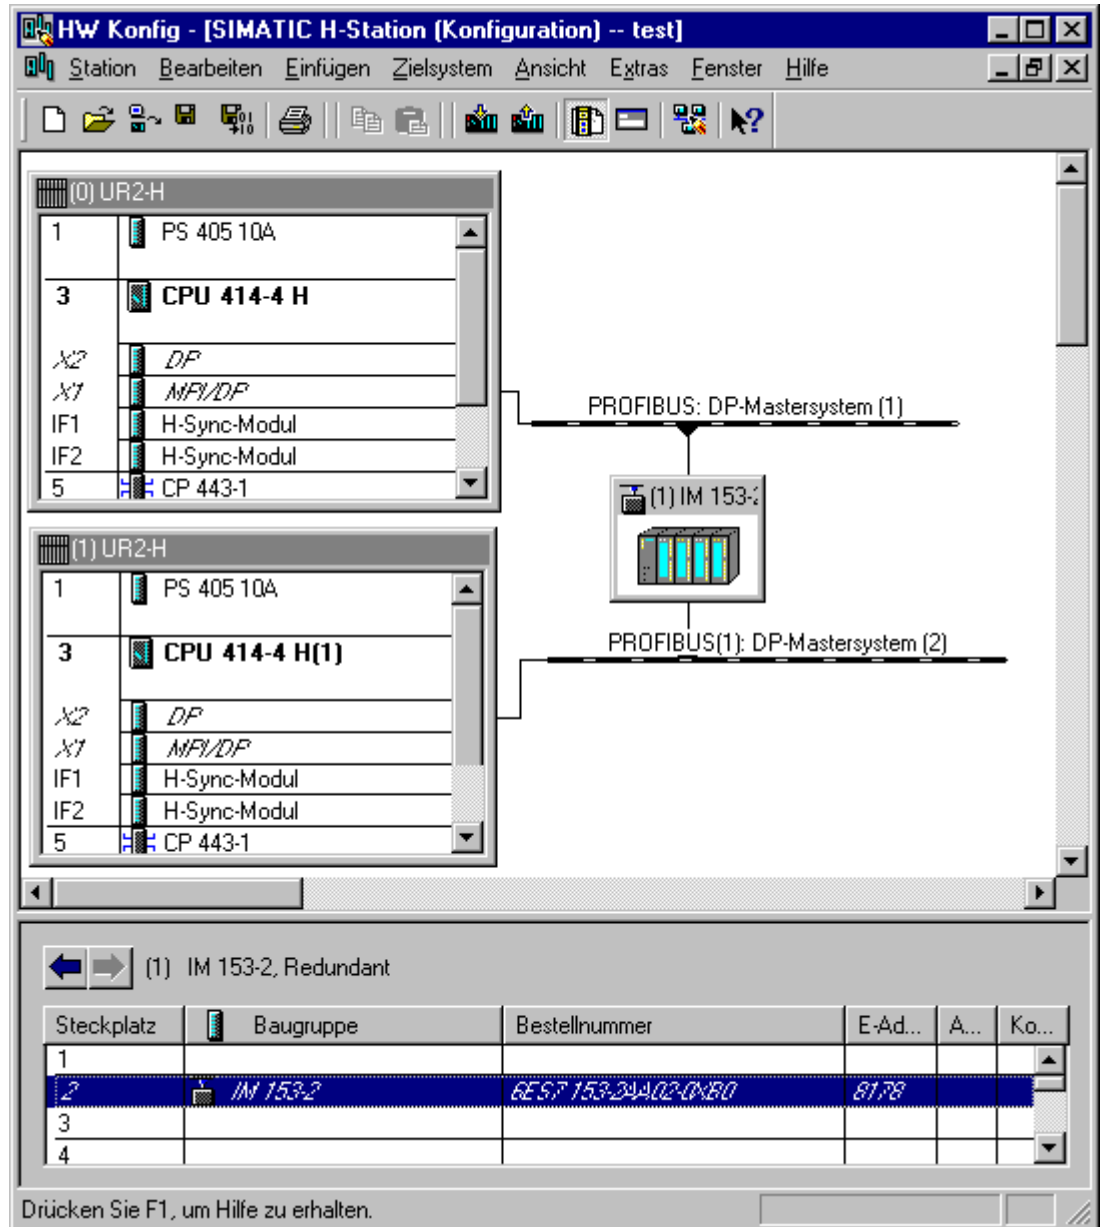 HW Konfig - [SIMATIC H-Station (Konfiguration) -- test]
Station Bearbeiten Einfügen Zielsystem Ansicht Extras Fenster Hilfe
(0) UR2-H
1 PS 405 10A
3 CPU 414-4 H
X2 DP
X1 MPI/DP
IF1 H-Sync-Modul
IF2 H-Sync-Modul
5 CP 443-1
PROFIBUS: DP-Mastersystem (1)
(1) IM 153-2
(1) UR2-H
1 PS 405 10A
3 CPU 414-4 H(1)
X2 DP
X1 MPI/DP
IF1 H-Sync-Modul
IF2 H-Sync-Modul
5 CP 443-1
PROFIBUS(1): DP-Mastersystem (2)
(1) IM 153-2, Redundant
Steckplatz Baugruppe Bestellnummer E-Ad... A... Ko...
1
2 IM 153-2 6ES7 153-2AA02-0XB0 8178
3
4
Drücken Sie F1, um Hilfe zu erhalten.